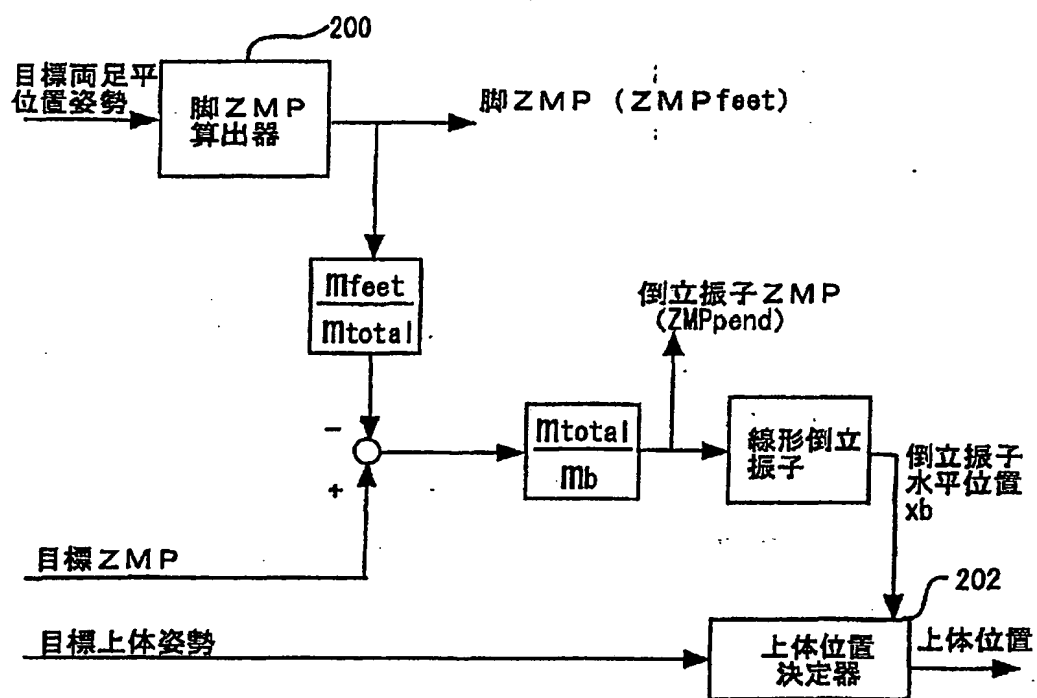 200
目標両足平
位置姿勢
脚ZMP
算出器
脚ZMP (ZMPfeet)
mfeet
mtotal
倒立振子ZMP
(ZMPpend)
−
+
mtotal
mb
線形倒立
振子
倒立振子
水平位置
xb
目標ZMP
202
目標上体姿勢
上体位置
決定器
上体位置